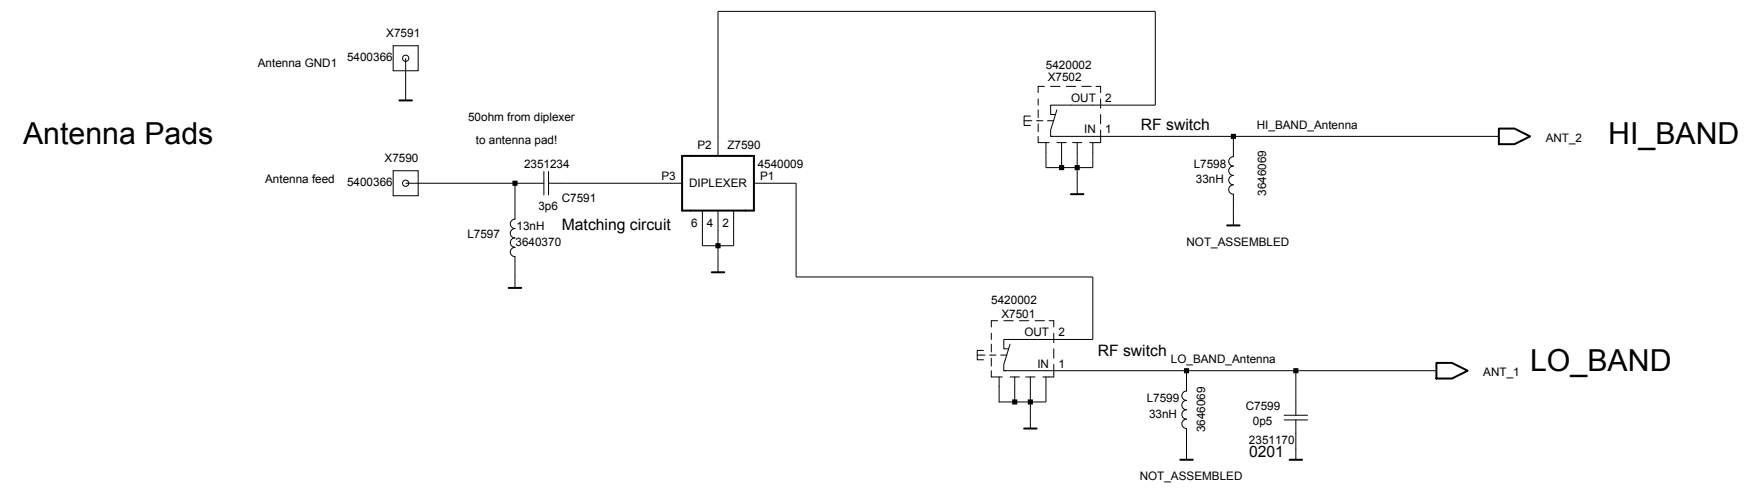 X7591
Antenna GND1
5400366
Antenna Pads
50ohm from diplexer
to antenna pad!
X7590
Antenna feed
5400366
2351234
C7591
3p6
L7597
13nH
3640370
Matching circuit
P2
Z7590
4540009
P3
DIPLEXER
P1
6
4
2
5420002
X7502
OUT
2
E
IN
1
RF switch
HI_BAND_Antenna
ANT_2
HI_BAND
L7598
33nH
3646069
NOT_ASSEMBLED
5420002
X7501
OUT
2
E
IN
1
RF switch
LO_BAND_Antenna
ANT_1
LO_BAND
L7599
33nH
3646069
C7599
0p5
2351170
0201
NOT_ASSEMBLED